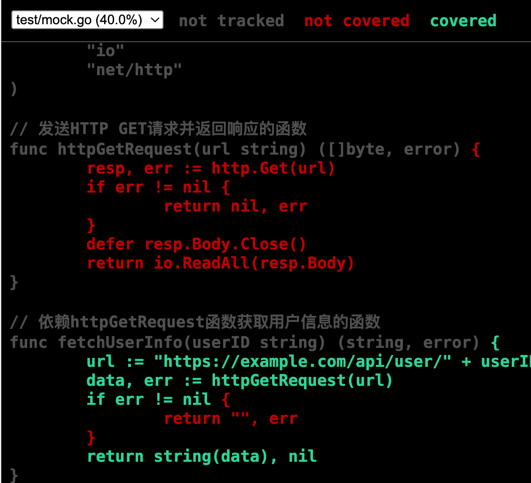 test/mock.go (40.0%) not tracked not covered covered
"io"
"net/http"
)
// 发送HTTP GET请求并返回响应的函数
func httpGetRequest(url string) ([]byte, error) {
resp, err := http.Get(url)
if err != nil {
return nil, err
}
defer resp.Body.Close()
return io.ReadAll(resp.Body)
}
// 依赖httpGetRequest函数获取用户信息的函数
func fetchUserInfo(userID string) (string, error) {
url := "https://example.com/api/user/" + userI
data, err := httpGetRequest(url)
if err != nil {
return "", err
}
return string(data), nil
}